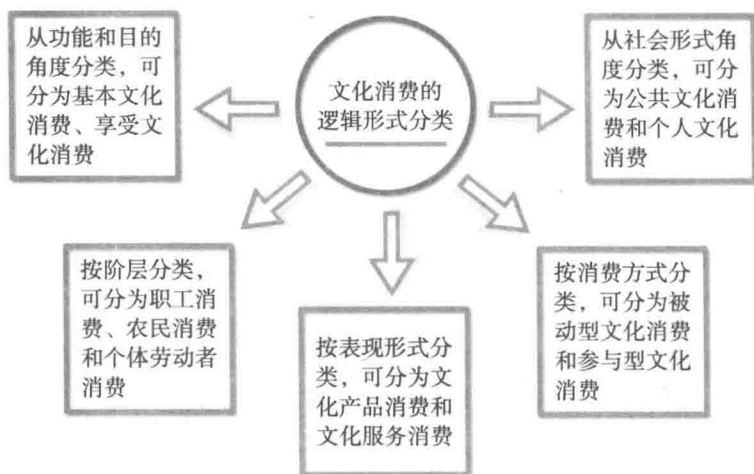 从功能和目的
角度分类，可
分为基本文化
消费、享受文
化消费
文化消费的
逻辑形式分类
从社会形式角
度分类，可分
为公共文化消
费和个人文化
消费
按阶层分类，
可分为职工消
费、农民消费
和个体劳动者
消费
按表现形式分
类，可分为文
化产品消费和
文化服务消费
按消费方式分
类，可分为被
动型文化消费
和参与型文化
消费